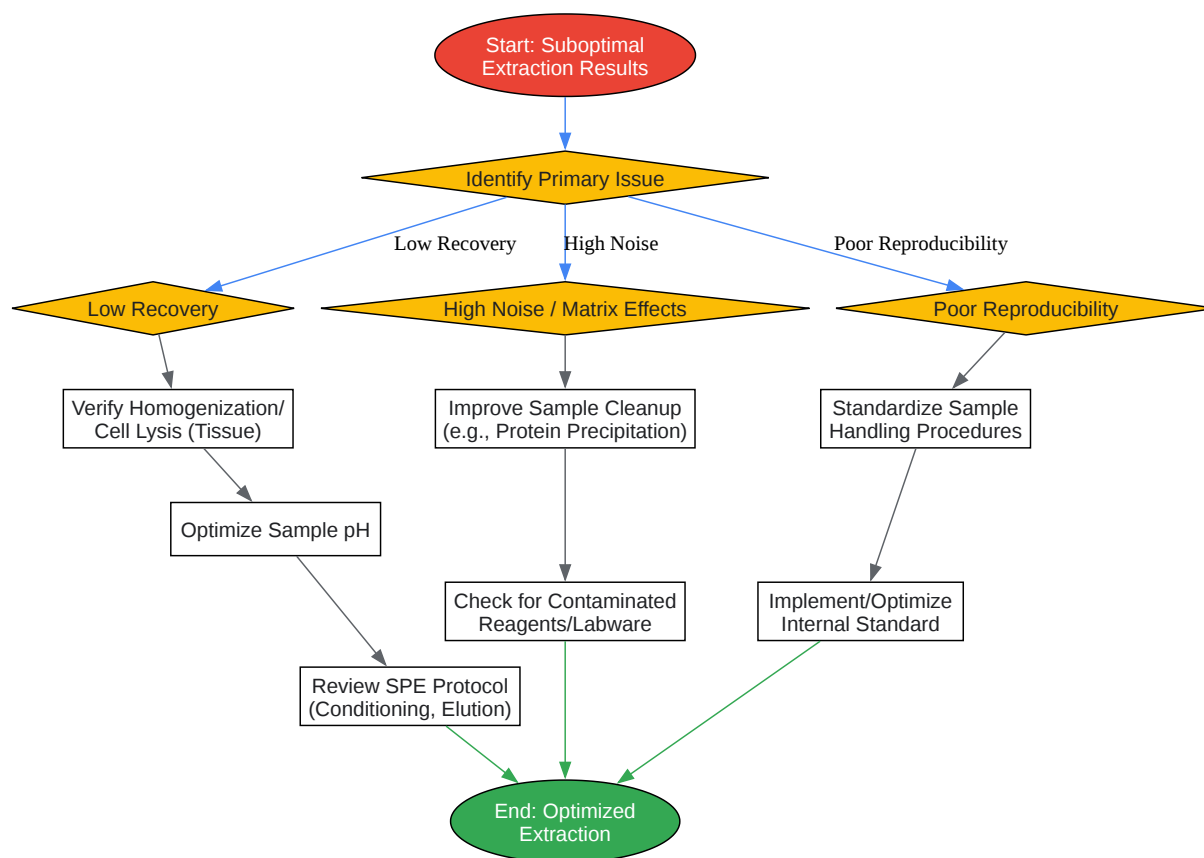 Start: Suboptimal
Extraction Results
Identify Primary Issue
Low Recovery
High Noise
Poor Reproducibility
Low Recovery
High Noise / Matrix Effects
Poor Reproducibility
Verify Homogenization/
Cell Lysis (Tissue)
Improve Sample Cleanup
(e.g., Protein Precipitation)
Standardize Sample
Handling Procedures
Optimize Sample pH
Check for Contaminated
Reagents/Labware
Implement/Optimize
Internal Standard
Review SPE Protocol
(Conditioning, Elution)
End: Optimized
Extraction